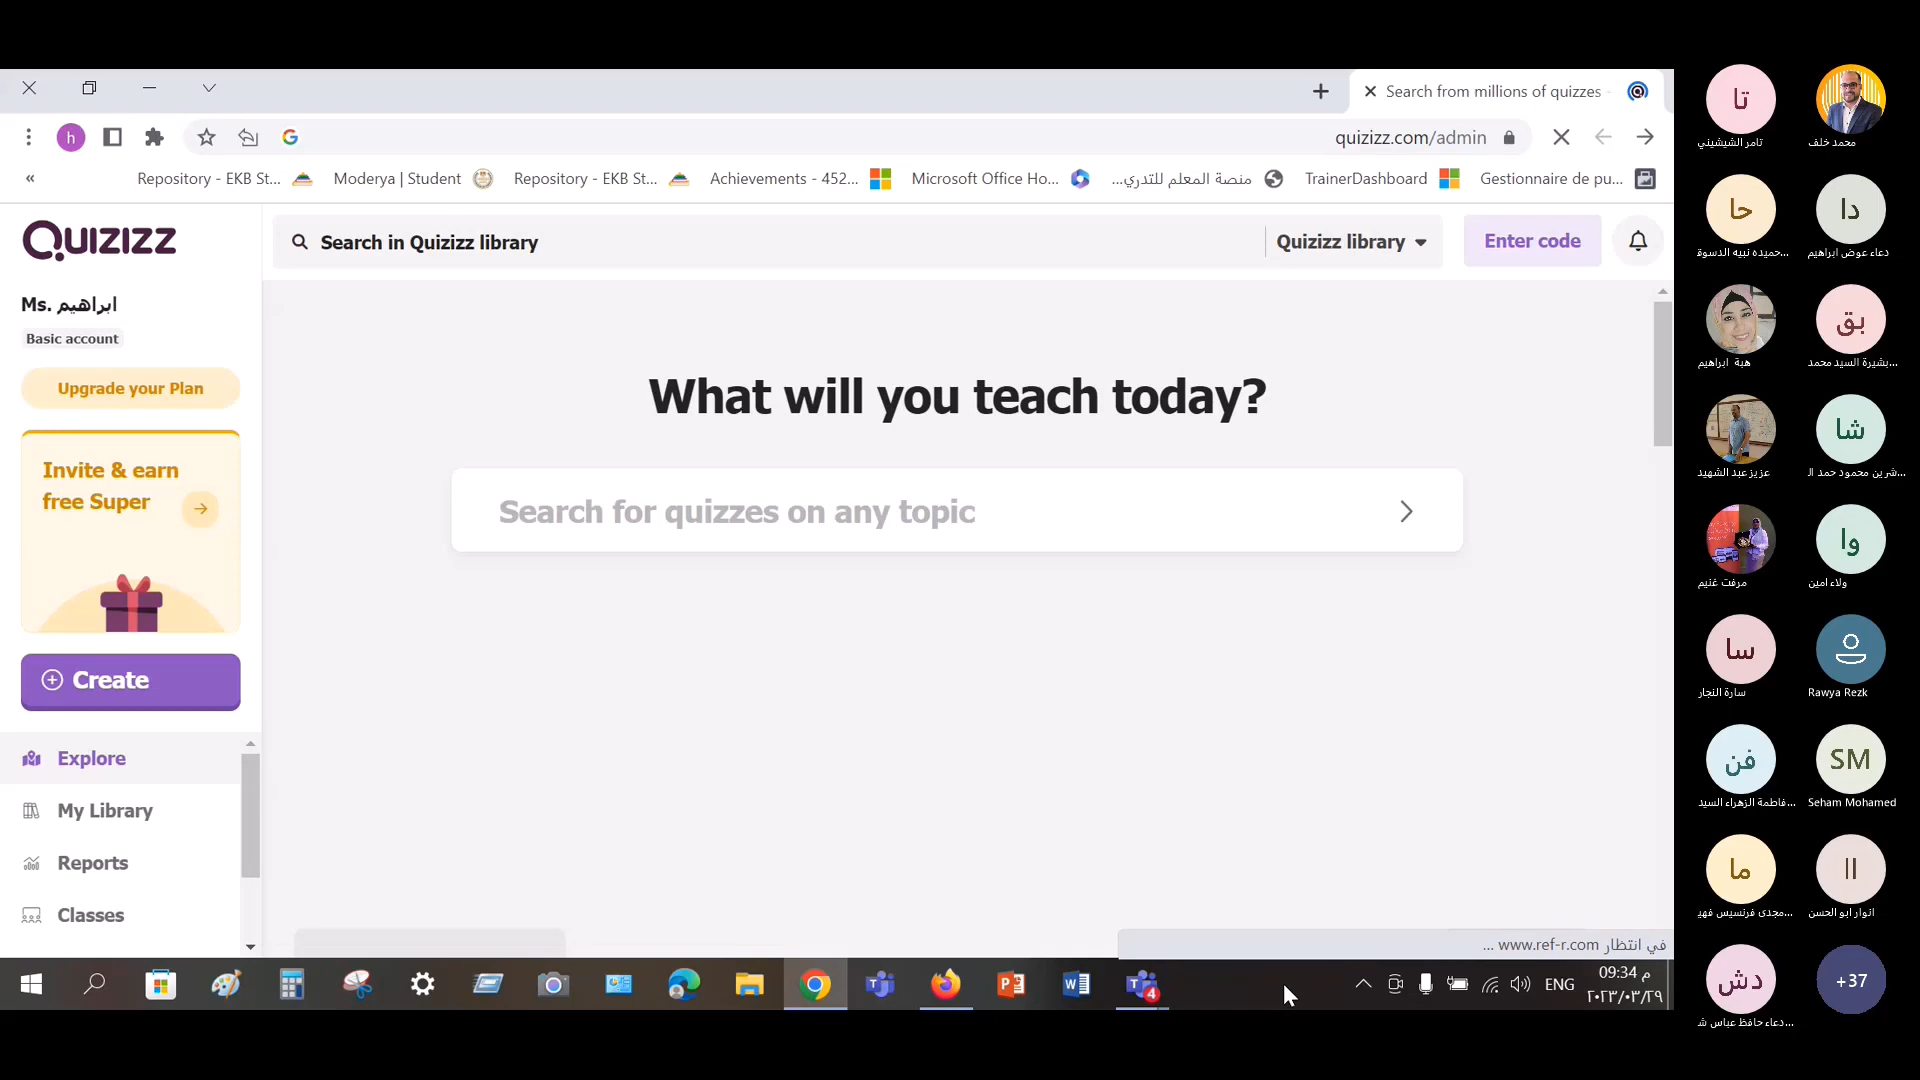 Search from millions of quizzes
h
quizizz.com/admin
«
Repository - EKB St...
Moderya | Student
Repository - EKB St...
Achievements - 452...
Microsoft Office Ho...
منصة المعلم للتدري...
TrainerDashboard
Gestionnaire de pu...
QUIZIZZ
Search in Quizizz library
Quizizz library
Enter code
Ms. ابراهيم
Basic account
Upgrade your Plan
Invite & earn
free Super
Create
Explore
My Library
Reports
Classes
What will you teach today?
Search for quizzes on any topic
في انتظار www.ref-r.com ...
4
ENG
09:34 م
٢٠٢٣/٠٣/٢٩
تا
تامر الشيشيني
محمد خلف
حا
حميده نبيه الدسوق...
دا
دعاء عوض ابراهيم
هبة ابراهيم
بق
بشيرة السيد محمد...
عزيز عبد الشهيد
شا
شرين محمود حمد ال...
مرفت غنيم
وا
ولاء امين
سا
سارة النجار
Rawya Rezk
فن
فاطمة الزهراء السيد...
SM
Seham Mohamed
ما
مجدى فرنسيس فهي...
اا
انوار ابو الحسن
دش
دعاء حافظ عباس ش...
+37